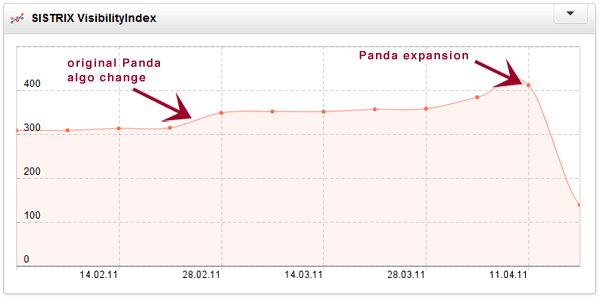 SISTRIX VisibilityIndex
original Panda
algo change
Panda expansion
400
300
200
100
0
14.02.11
28.02.11
14.03.11
28.03.11
11.04.11